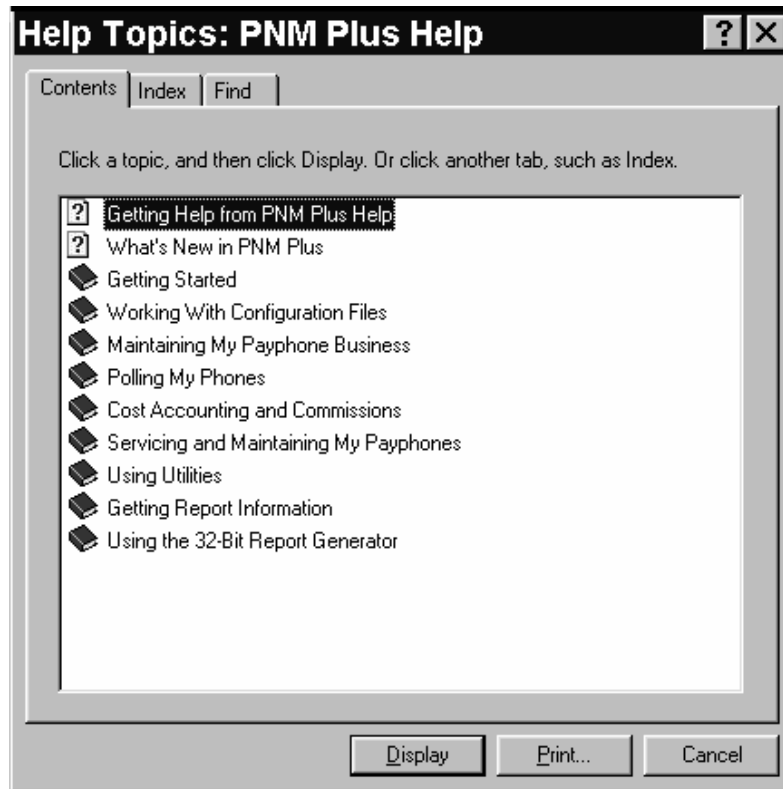 Help Topics: PNM Plus Help
Contents Index Find
Click a topic, and then click Display. Or click another tab, such as Index.
Getting Help from PNM Plus Help
What's New in PNM Plus
Getting Started
Working With Configuration Files
Maintaining My Payphone Business
Polling My Phones
Cost Accounting and Commissions
Servicing and Maintaining My Payphones
Using Utilities
Getting Report Information
Using the 32-Bit Report Generator
Display Print... Cancel